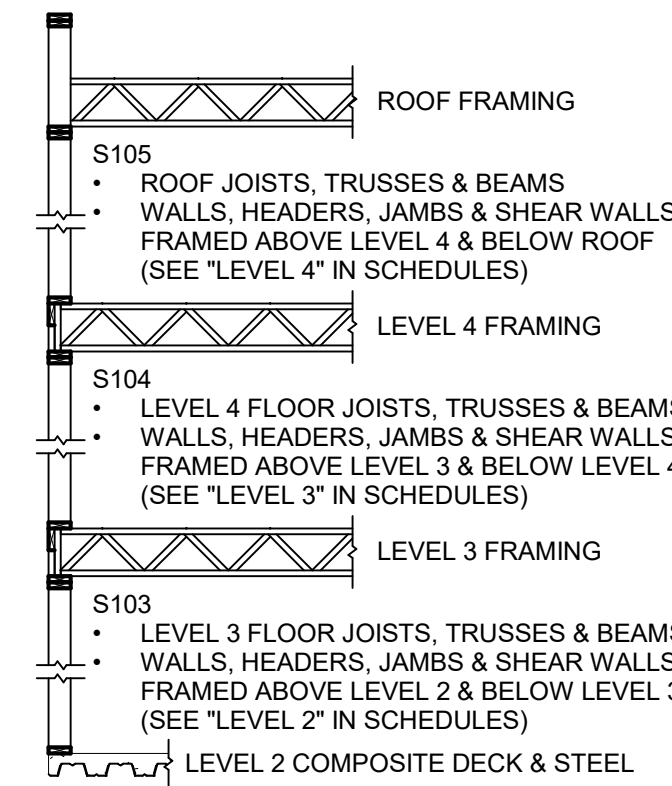 ROOF FRAMING
S105
• ROOF JOISTS, TRUSSES & BEAMS
• WALLS, HEADERS, JAMBS & SHEAR WALLS
FRAMED ABOVE LEVEL 4 & BELOW ROOF
(SEE "LEVEL 4" IN SCHEDULES)
LEVEL 4 FRAMING
S104
• LEVEL 4 FLOOR JOISTS, TRUSSES & BEAMS
• WALLS, HEADERS, JAMBS & SHEAR WALLS
FRAMED ABOVE LEVEL 3 & BELOW LEVEL 4
(SEE "LEVEL 3" IN SCHEDULES)
LEVEL 3 FRAMING
S103
• LEVEL 3 FLOOR JOISTS, TRUSSES & BEAMS
• WALLS, HEADERS, JAMBS & SHEAR WALLS
FRAMED ABOVE LEVEL 2 & BELOW LEVEL 3
(SEE "LEVEL 2" IN SCHEDULES)
LEVEL 2 COMPOSITE DECK & STEEL